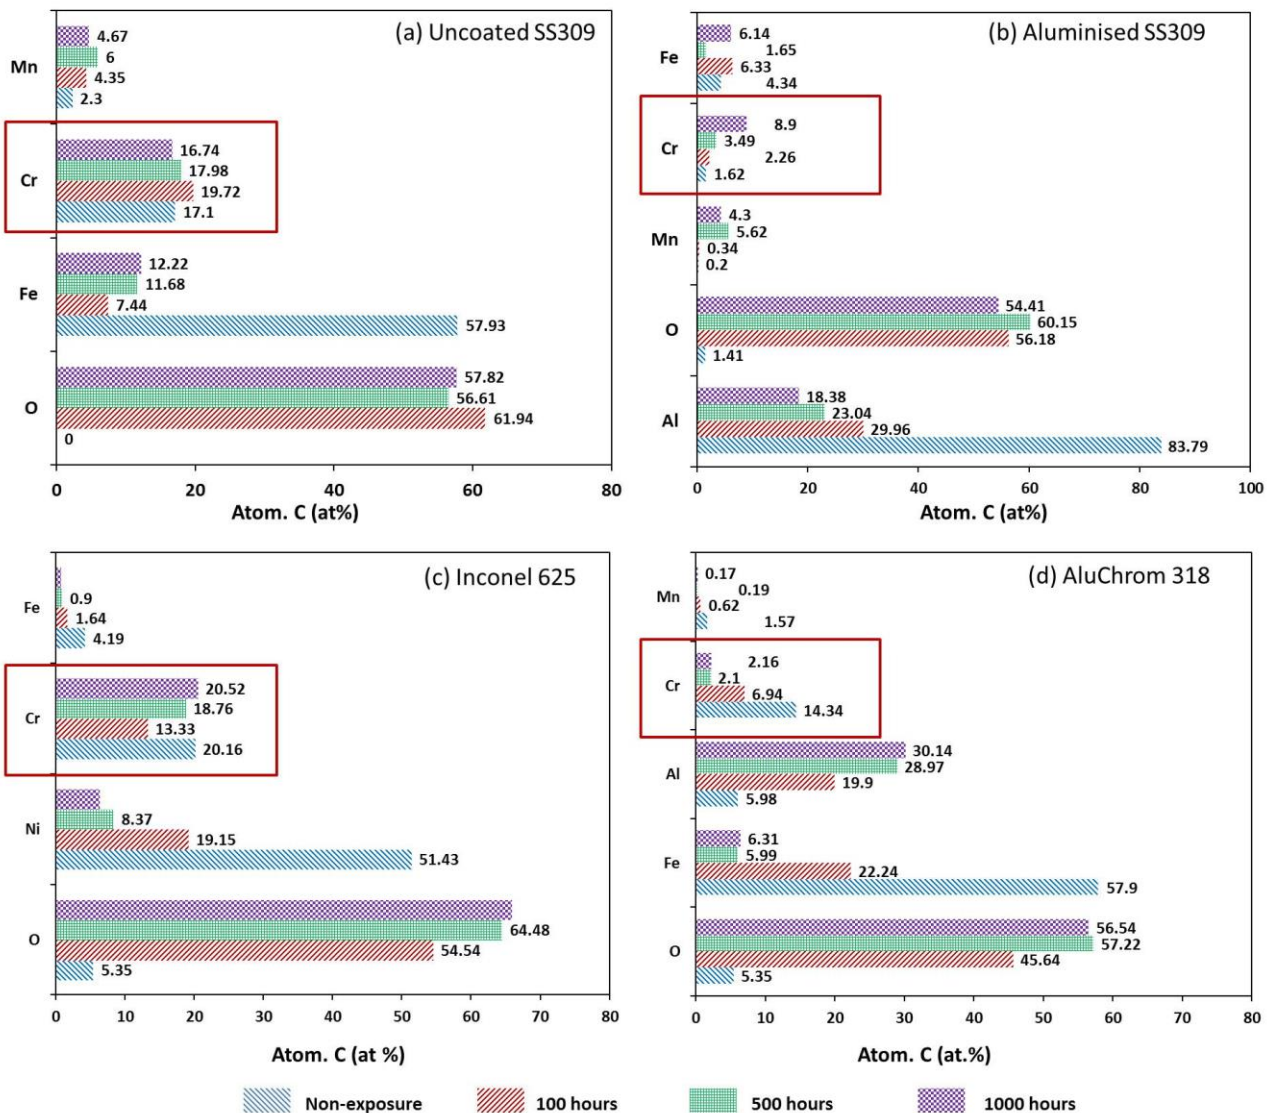 (a) Uncoated SS309
Mn
4.67
6
4.35
2.3
Cr
16.74
17.98
19.72
17.1
Fe
12.22
11.68
7.44
57.93
O
57.82
56.61
61.94
0
0 20 40 60 80
Atom. C (at%)
(b) Aluminised SS309
Fe
6.14
1.65
6.33
4.34
Cr
8.9
3.49
2.26
1.62
Mn
4.3
5.62
0.34
0.2
O
54.41
60.15
56.18
1.41
Al
18.38
23.04
29.96
83.79
0 20 40 60 80 100
Atom. C (at%)
(c) Inconel 625
Fe
0.9
1.64
4.19
Cr
20.52
18.76
13.33
20.16
Ni
8.37
19.15
51.43
O
64.48
54.54
5.35
0 10 20 30 40 50 60 70 80
Atom. C (at %)
(d) AluChrom 318
Mn
0.17
0.19
0.62
1.57
Cr
2.16
2.1
6.94
14.34
Al
30.14
28.97
19.9
5.98
Fe
6.31
5.99
22.24
57.9
O
56.54
57.22
45.64
5.35
0 10 20 30 40 50 60 70 80
Atom. C (at.%)
Non-exposure 100 hours 500 hours 1000 hours